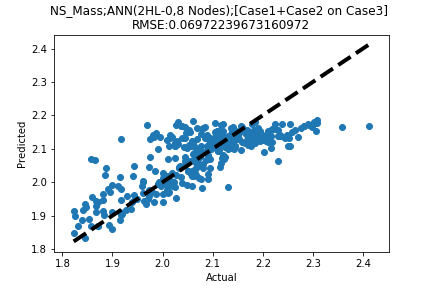 NS_Mass;ANN(2HL-0,8 Nodes);[Case1+Case2 on Case3]
RMSE:0.06972239673160972
2.4
2.3
2.2
2.1
2.0
1.9
1.8
Predicted
1.8 1.9 2.0 2.1 2.2 2.3 2.4
Actual